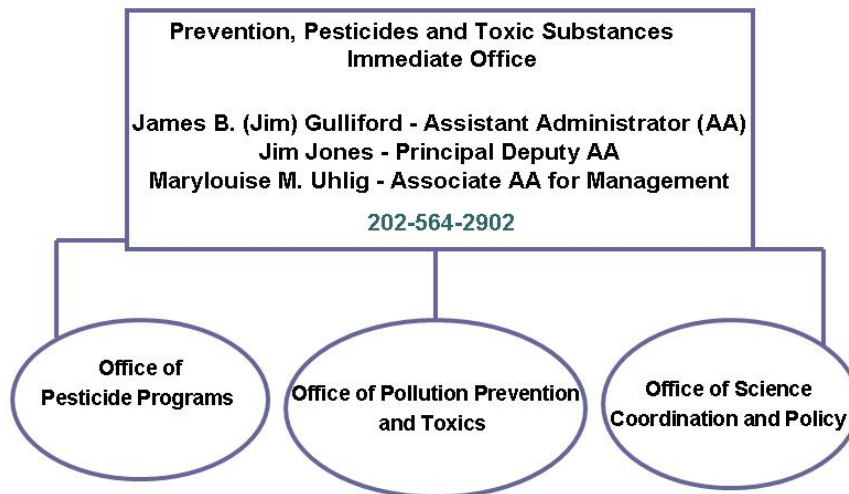 Prevention, Pesticides and Toxic Substances
Immediate Office
James B. (Jim) Gulliford - Assistant Administrator (AA)
Jim Jones - Principal Deputy AA
Marylouise M. Uhlig - Associate AA for Management
202-564-2902
Office of
Pesticide Programs
Office of Pollution Prevention
and Toxics
Office of Science
Coordination and Policy